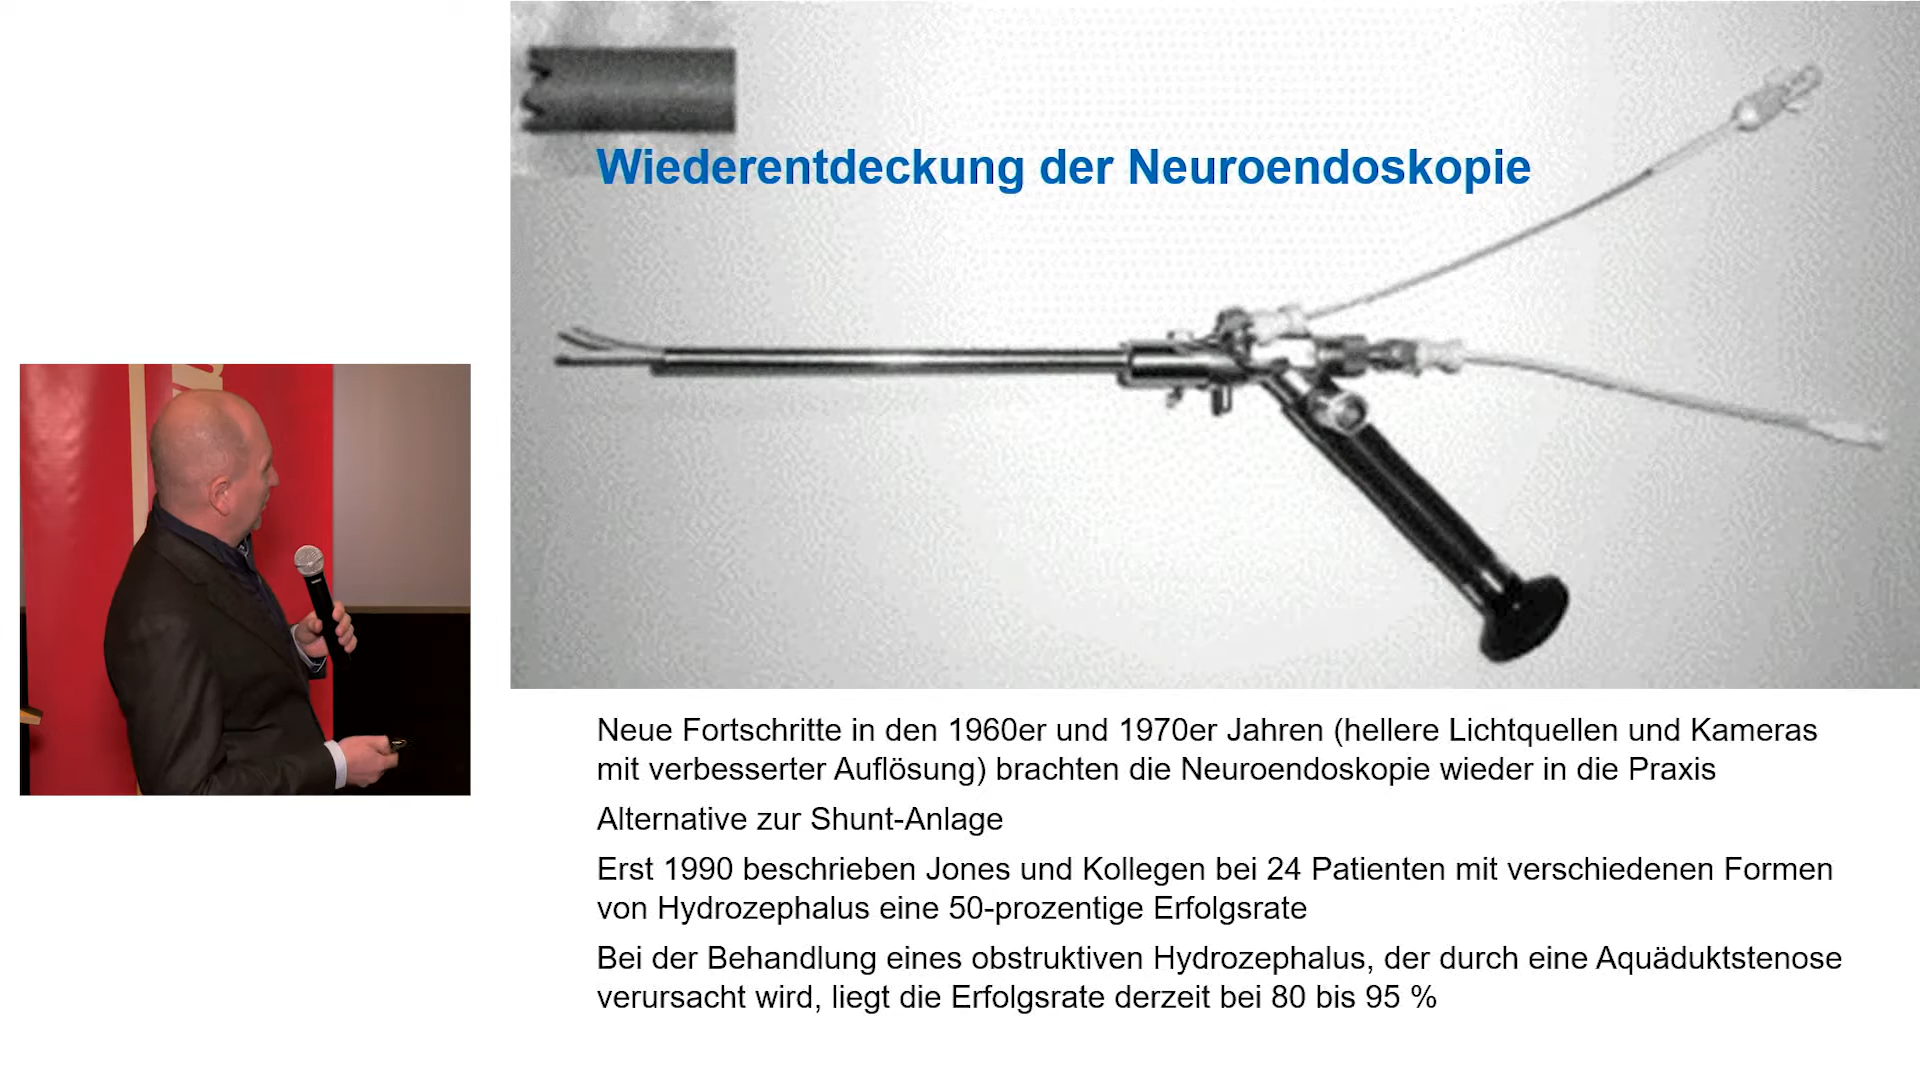 Wiederentdeckung der Neuroendoskopie
Neue Fortschritte in den 1960er und 1970er Jahren (hellere Lichtquellen und Kameras
mit verbesserter Auflösung) brachten die Neuroendoskopie wieder in die Praxis
Alternative zur Shunt-Anlage
Erst 1990 beschrieben Jones und Kollegen bei 24 Patienten mit verschiedenen Formen
von Hydrozephalus eine 50-prozentige Erfolgsrate
Bei der Behandlung eines obstruktiven Hydrozephalus, der durch eine Aquäduktstenose
verursacht wird, liegt die Erfolgsrate derzeit bei 80 bis 95 %